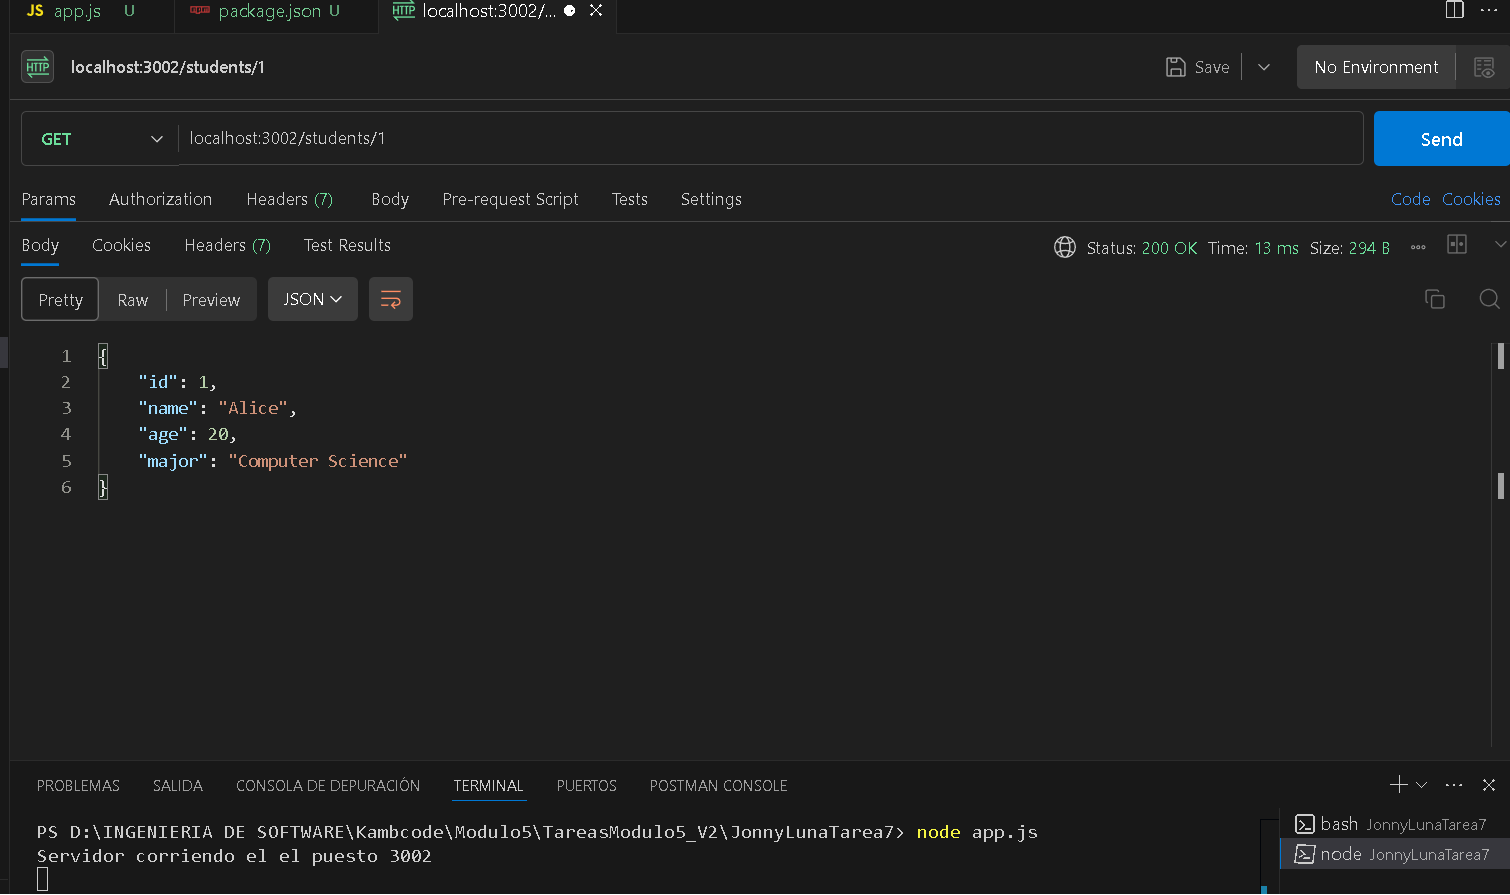 JS app.js U package.json U HTTP localhost:3002/...
HTTP localhost:3002/students/1 Save No Environment
GET localhost:3002/students/1 Send
Params Authorization Headers (7) Body Pre-request Script Tests Settings Code Cookies
Body Cookies Headers (7) Test Results Status: 200 OK Time: 13 ms Size: 294 B
Pretty Raw Preview JSON
1 {
2 "id": 1,
3 "name": "Alice",
4 "age": 20,
5 "major": "Computer Science"
6 }
PROBLEMAS SALIDA CONSOLA DE DEPURACIÓN TERMINAL PUERTOS POSTMAN CONSOLE
PS D:\INGENIERIA DE SOFTWARE\Kambcode\Modulo5\TareasModulo5_V2\JonnyLunaTarea7> node app.js
Servidor corriendo el el puesto 3002
bash JonnyLunaTarea7
node JonnyLunaTarea7